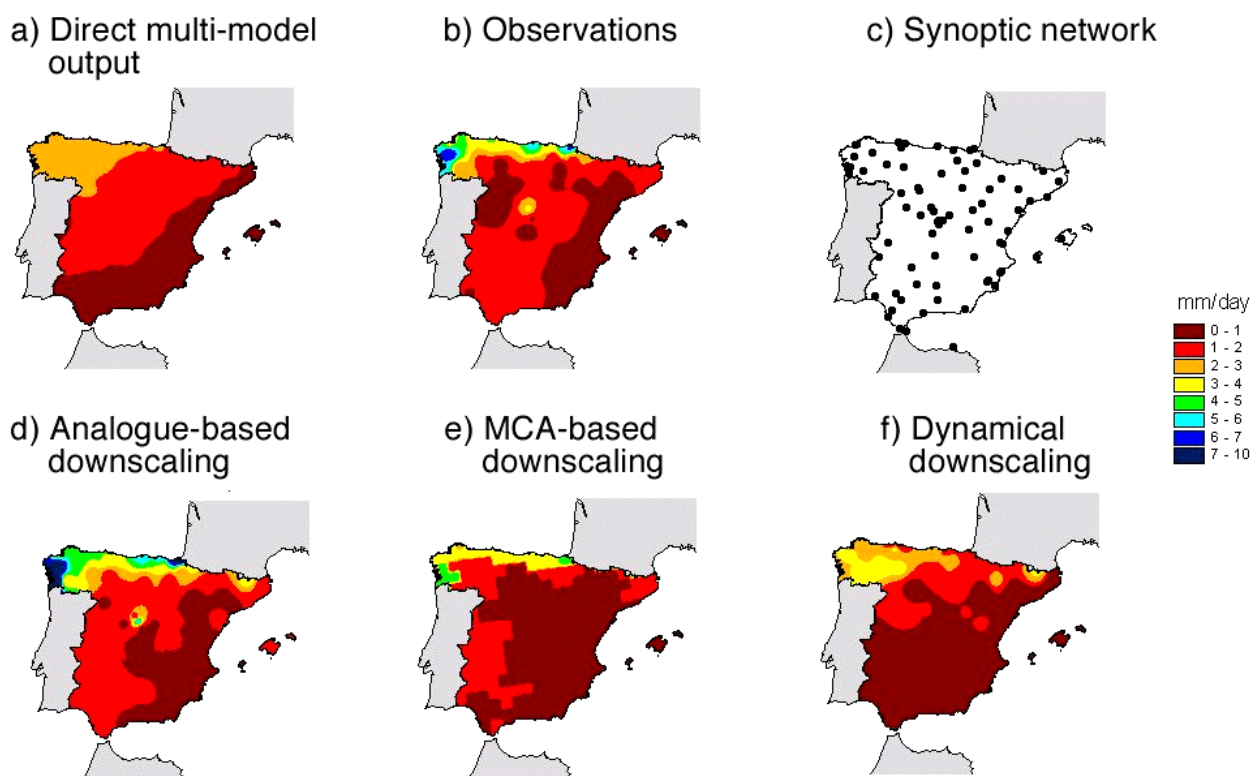 a) Direct multi-model
output
b) Observations
c) Synoptic network
mm/day
0 - 1
1 - 2
2 - 3
3 - 4
4 - 5
5 - 6
6 - 7
7 - 10
d) Analogue-based
downscaling
e) MCA-based
downscaling
f) Dynamical
downscaling